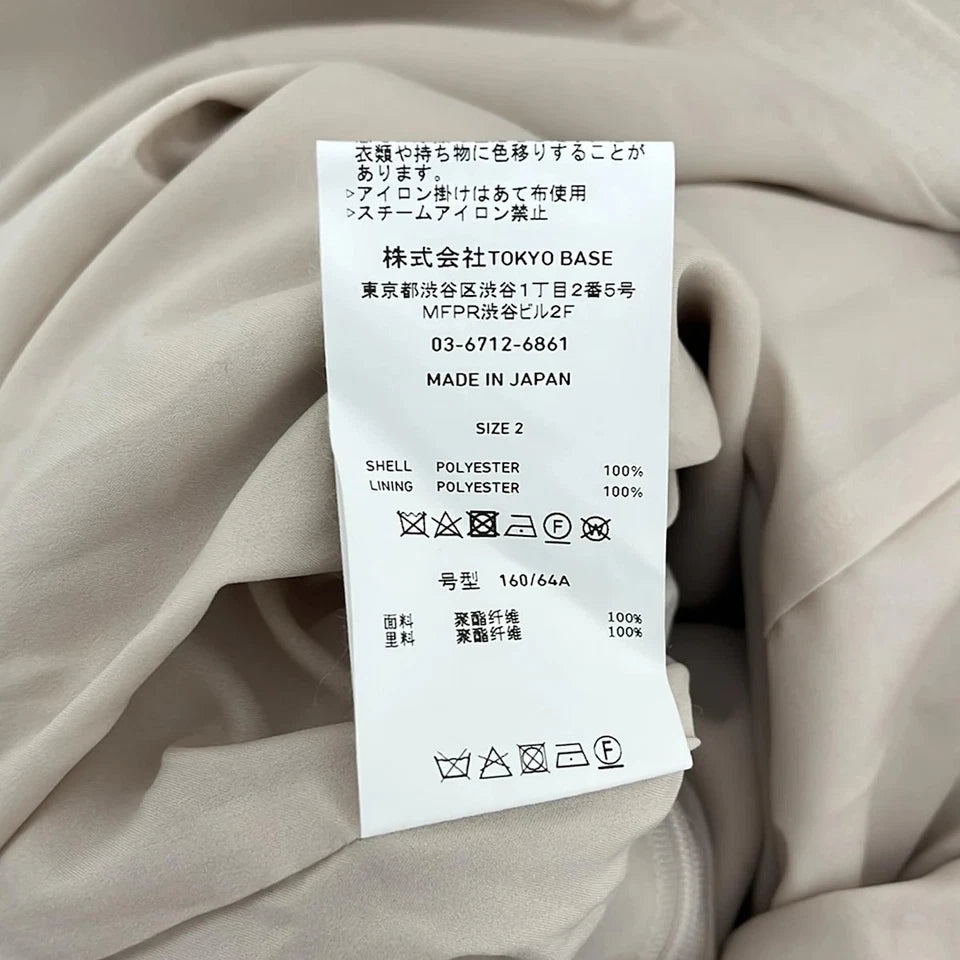 衣類や持ち物に色移りすることが
あります。
▷アイロン掛けはあて布使用
▷スチームアイロン禁止
株式会社TOKYO BASE
東京都渋谷区渋谷1丁目2番5号
MFPR渋谷ビル2F
03-6712-6861
MADE IN JAPAN
SIZE 2
SHELL POLYESTER 100%
LINING POLYESTER 100%
F W
号型 160/64A
面料 聚酯纤维 100%
里料 聚酯纤维 100%
F